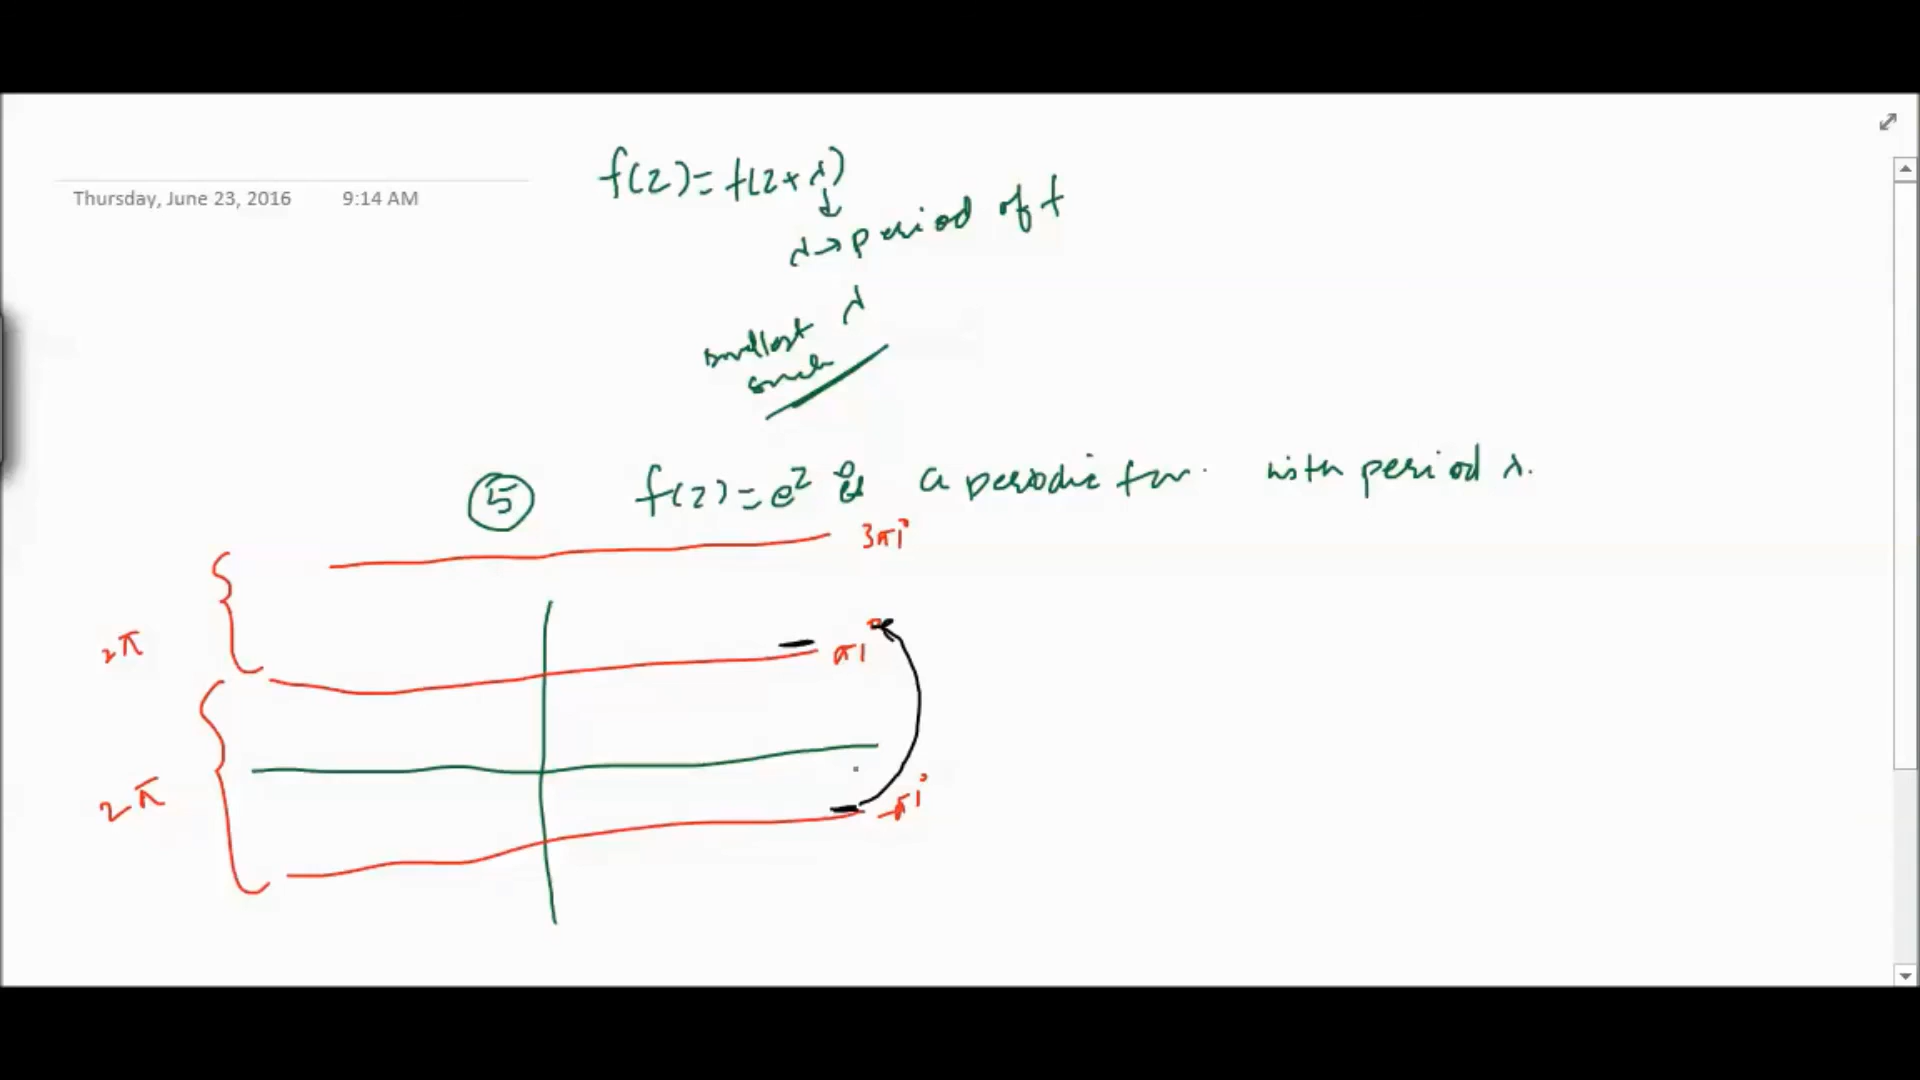 f(z)=f(z+λ)
Thursday, June 23, 2016 9:14 AM
λ→period of f
smallest λ
such
5 f(z)=e^z is a periodic fn. with period λ.
3πi
2π
πi
2π
-πi